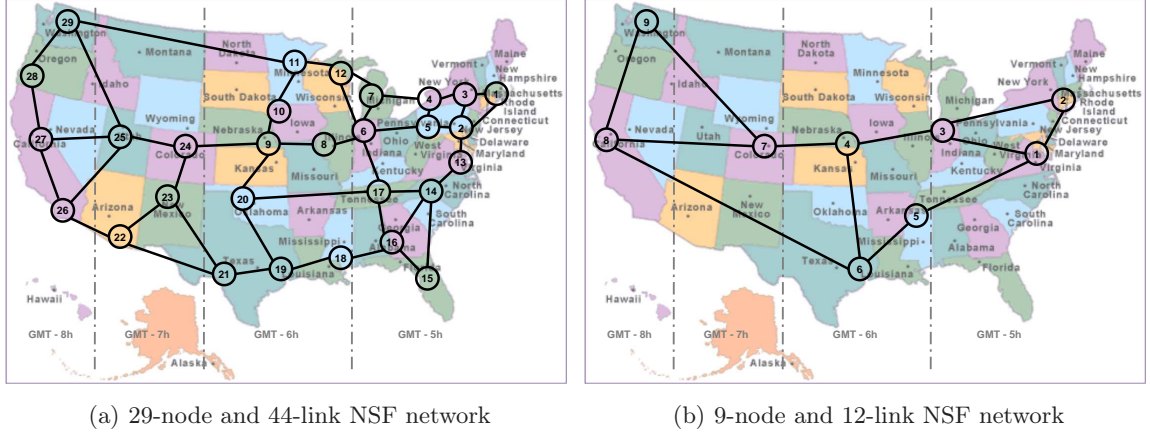 29
Washington
Montana
North
Dakota
11
Minnesota
12
Maine
Vermont
New
Hampshire
Massachusetts
Rhode
Island
Connecticut
New Jersey
Delaware
Maryland
28
Oregon
Idaho
South Dakota
Wisconsin
7
Michigan
New York
4
3
1
27
Nevada
Wyoming
25
24
Colorado
10
Iowa
Nebraska
9
8
6
Pennsylvania
5
2
Ohio
Indiana
West
Virginia
13
Virginia
26
Arizona
22
23
New
Mexico
Kansas
Missouri
Kentucky
20
Oklahoma
Arkansas
17
Tennessee
14
North
Carolina
South
Carolina
21
Texas
19
Louisiana
Mississippi
18
16
Georgia
Alabama
15
Florida
Hawaii
Alaska
GMT - 8h
GMT - 7h
GMT - 6h
GMT - 5h
(a) 29-node and 44-link NSF network
9
Washington
Montana
North
Dakota
Minnesota
Maine
Vermont
New
Hampshire
Massachusetts
Rhode
Island
Connecticut
New Jersey
Delaware
Maryland
Oregon
Idaho
South Dakota
Wisconsin
Michigan
New York
2
8
Nevada
Utah
Wyoming
7
Colorado
Nebraska
4
Iowa
3
Pennsylvania
Ohio
Indiana
West
Virginia
1
Virginia
Arizona
New
Mexico
Kansas
Missouri
Kentucky
Oklahoma
Arkansas
5
Tennessee
North
Carolina
South
Carolina
Texas
6
Louisiana
Mississippi
Georgia
Alabama
Florida
Hawaii
Alaska
GMT - 8h
GMT - 7h
GMT - 6h
GMT - 5h
(b) 9-node and 12-link NSF network